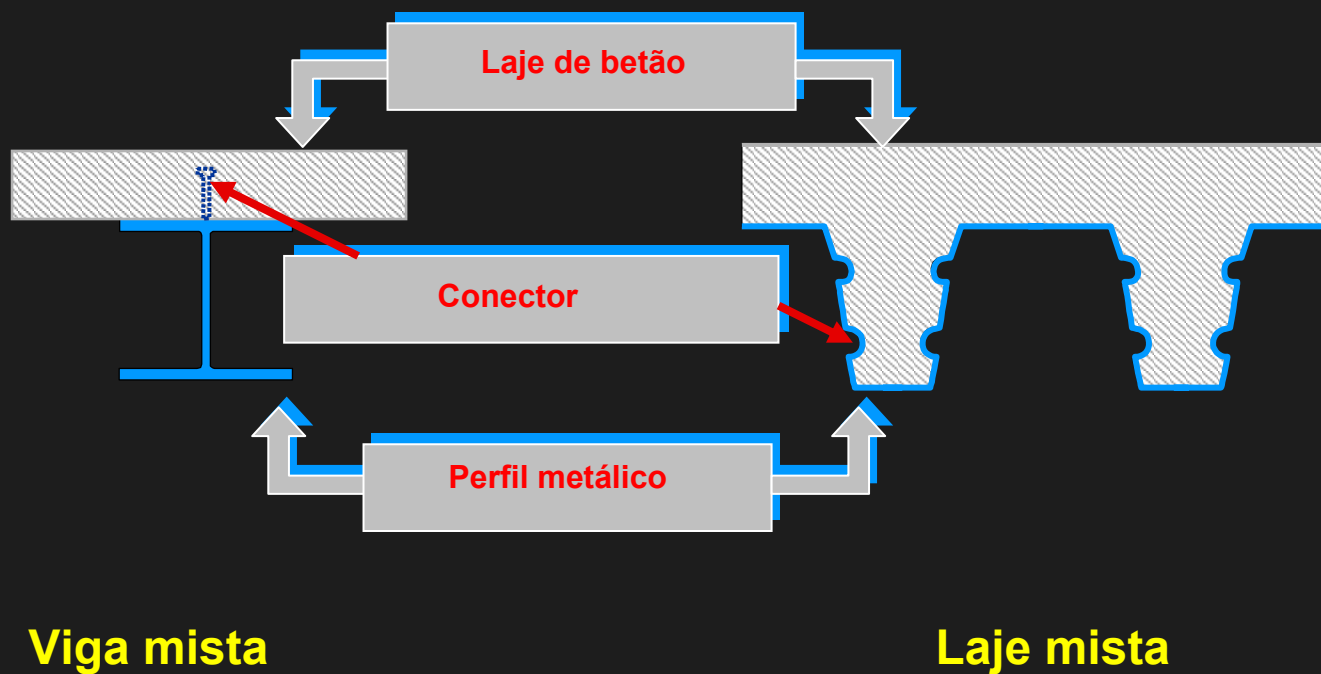 Laje de betão
Conector
Perfil metálico
Viga mista
Laje mista